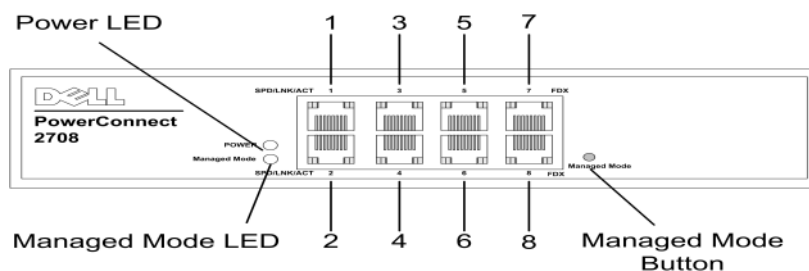 Power LED
1 3 5 7
SPD/LNK/ACT 1 3 5 7 FDX
DELL
PowerConnect
2708
POWER
Managed Mode
Managed Mode
SPD/LNK/ACT 2 4 6 8 FDX
Managed Mode LED
2 4 6 8
Managed Mode
Button